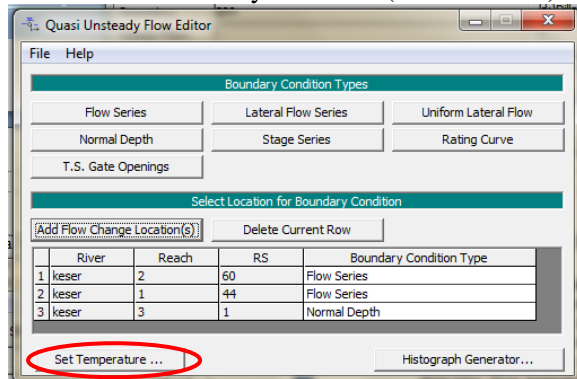 Quasi Unsteady Flow Editor
File Help
Boundary Condition Types
Flow Series Lateral Flow Series Uniform Lateral Flow
Normal Depth Stage Series Rating Curve
T.S. Gate Openings
Select Location for Boundary Condition
Add Flow Change Location(s) Delete Current Row
River Reach RS Boundary Condition Type
1 keser 2 60 Flow Series
2 keser 1 44 Flow Series
3 keser 3 1 Normal Depth
Set Temperature ... Histograph Generator...